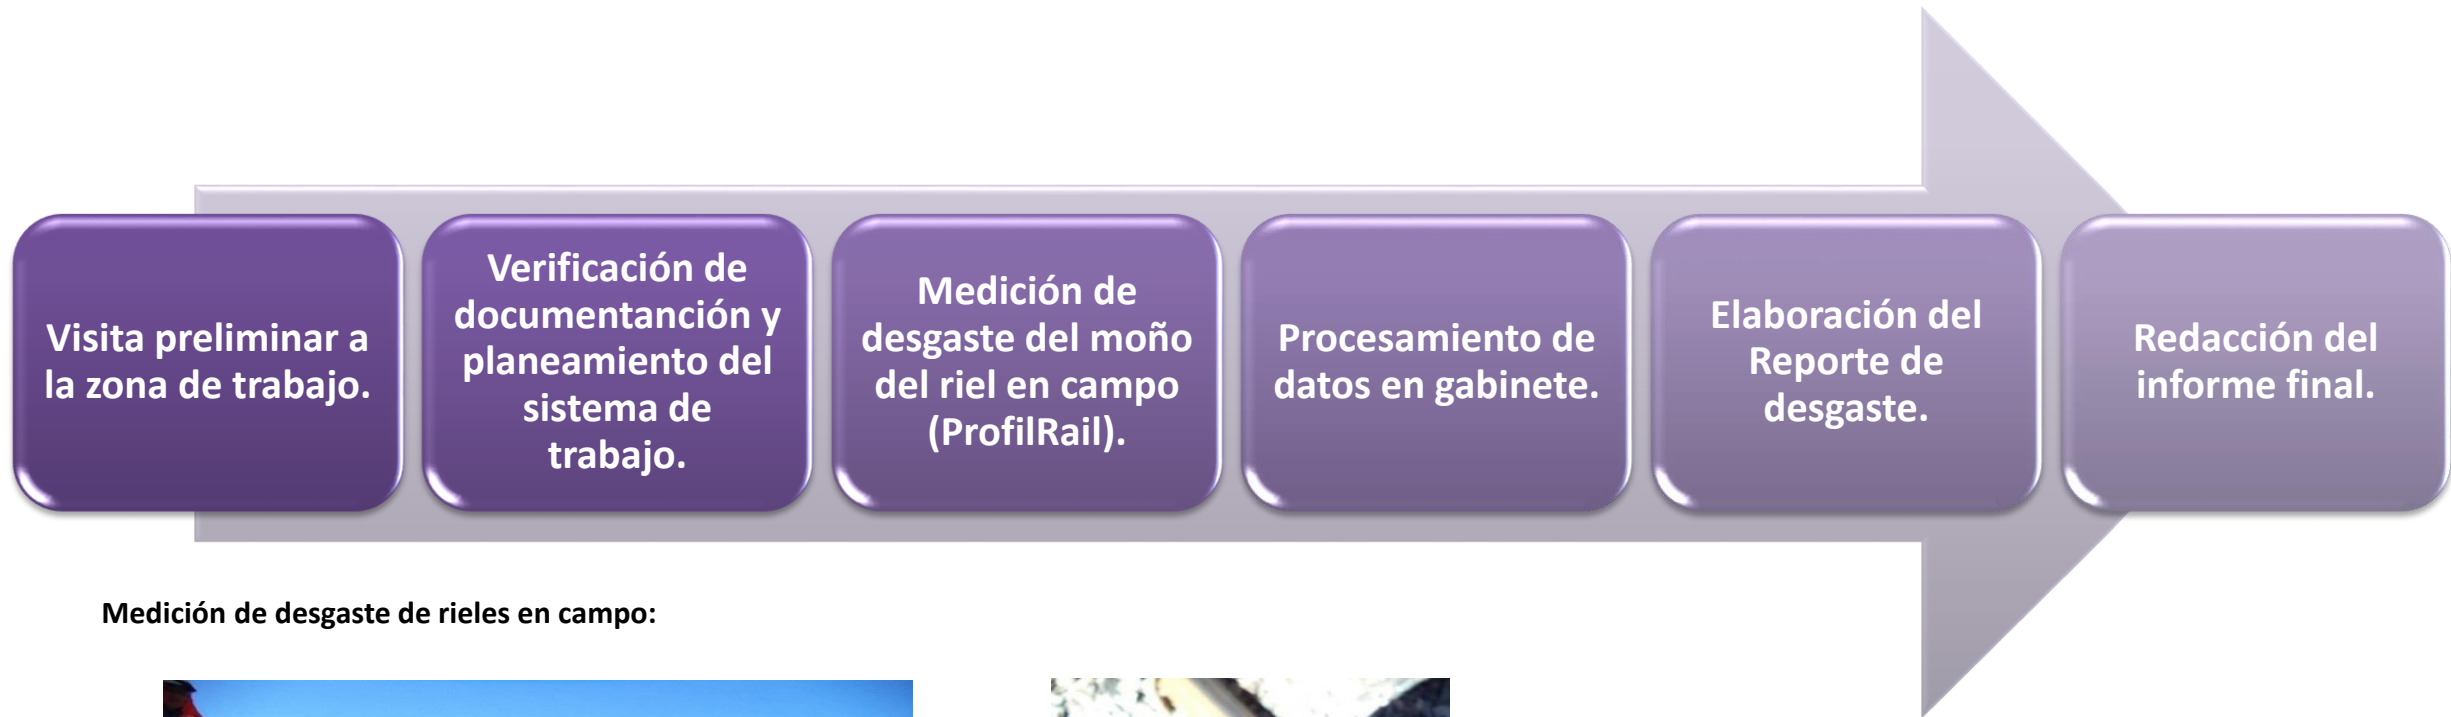 Visita preliminar a
la zona de trabajo.
Verificación de
documentanción y
planeamiento del
sistema de
trabajo.
Medición de
desgaste del moño
del riel en campo
(ProfilRail).
Procesamiento de
datos en gabinete.
Elaboración del
Reporte de
desgaste.
Redacción del
informe final.
Medición de desgaste de rieles en campo: